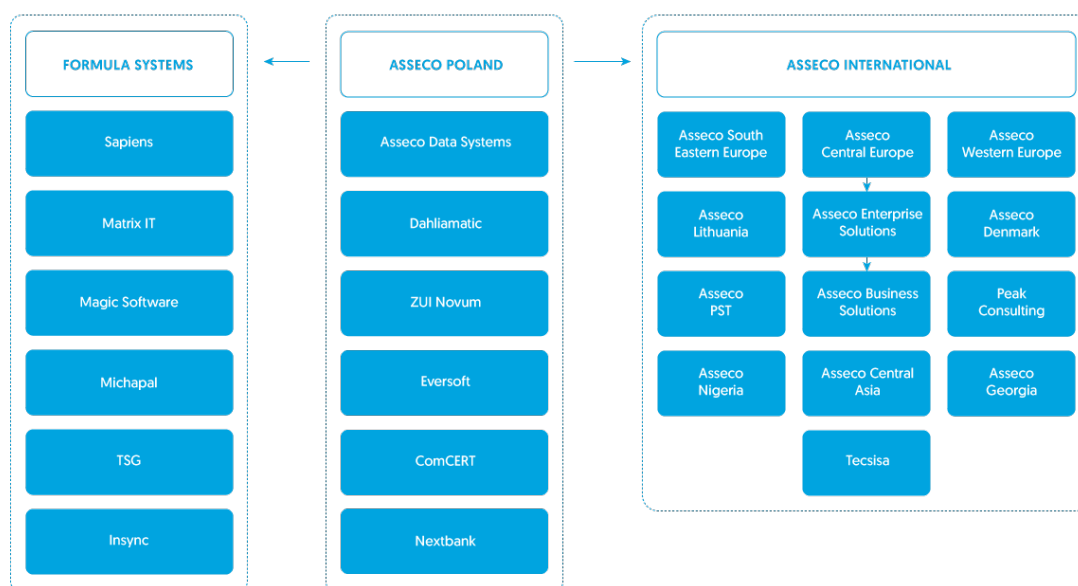 FORMULA SYSTEMS
Sapiens
Matrix IT
Magic Software
Michapal
TSG
Insync
ASSECO POLAND
Asseco Data Systems
Dahliamatic
ZUI Novum
Eversoft
ComCERT
Nextbank
ASSECO INTERNATIONAL
Asseco South
Eastern Europe
Asseco
Central Europe
Asseco
Western Europe
Asseco
Lithuania
Asseco Enterprise
Solutions
Asseco
Denmark
Asseco
PST
Asseco Business
Solutions
Peak
Consulting
Asseco
Nigeria
Asseco Central
Asia
Asseco
Georgia
Tecsisa